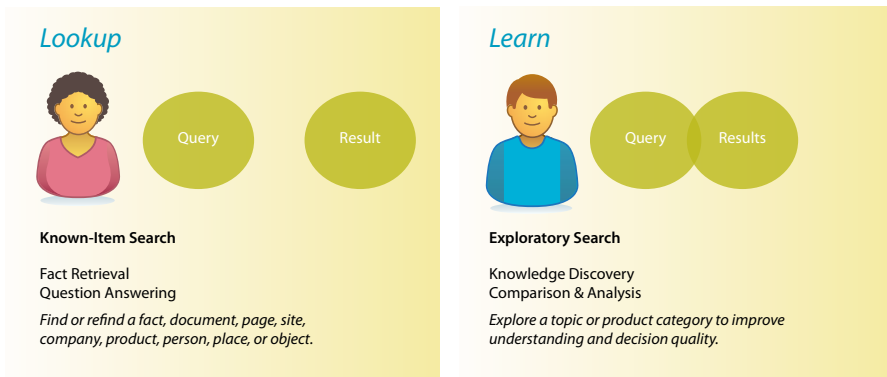 Lookup
Query
Result
Known-Item Search
Fact Retrieval
Question Answering
Find or refind a fact, document, page, site,
company, product, person, place, or object.
Learn
Query
Results
Exploratory Search
Knowledge Discovery
Comparison & Analysis
Explore a topic or product category to improve
understanding and decision quality.